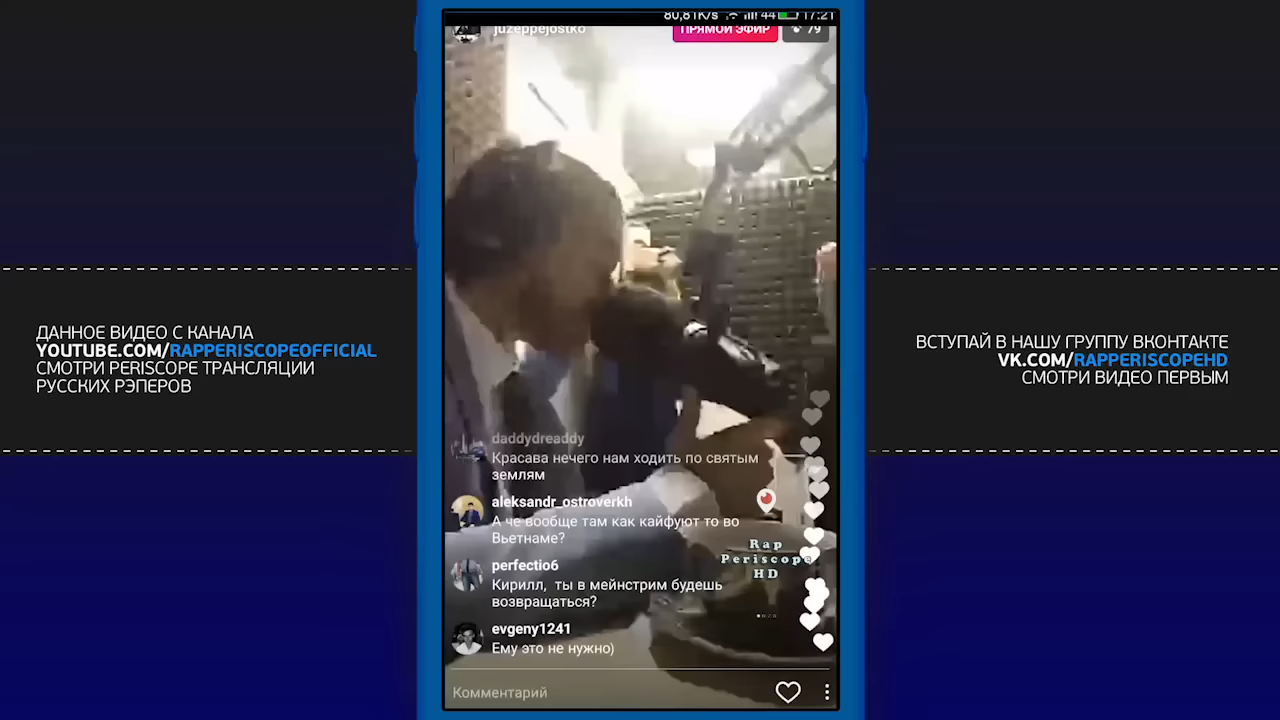 80,81K/s 44 17:21
juzeppejostko ПРЯМОЙ ЭФИР 79
ДАННОЕ ВИДЕО С КАНАЛА
YOUTUBE.COM/RAPPERISCOPEOFFICIAL
СМОТРИ PERISCOPE ТРАНСЛЯЦИИ
РУССКИХ РЭПЕРОВ
daddydreaddy
Красава нечего нам ходить по святым
землям
aleksandr_ostroverkh
А че вообще там как кайфуют то во
Вьетнаме?
perfectio6
Кирилл, ты в мейнстрим будешь
возвращаться?
evgeny1241
Ему это не нужно)
Комментарий
Rap
Periscope
HD
ВСТУПАЙ В НАШУ ГРУППУ ВКОНТАКТЕ
VK.COM/RAPPERISCOPEHD
СМОТРИ ВИДЕО ПЕРВЫМ